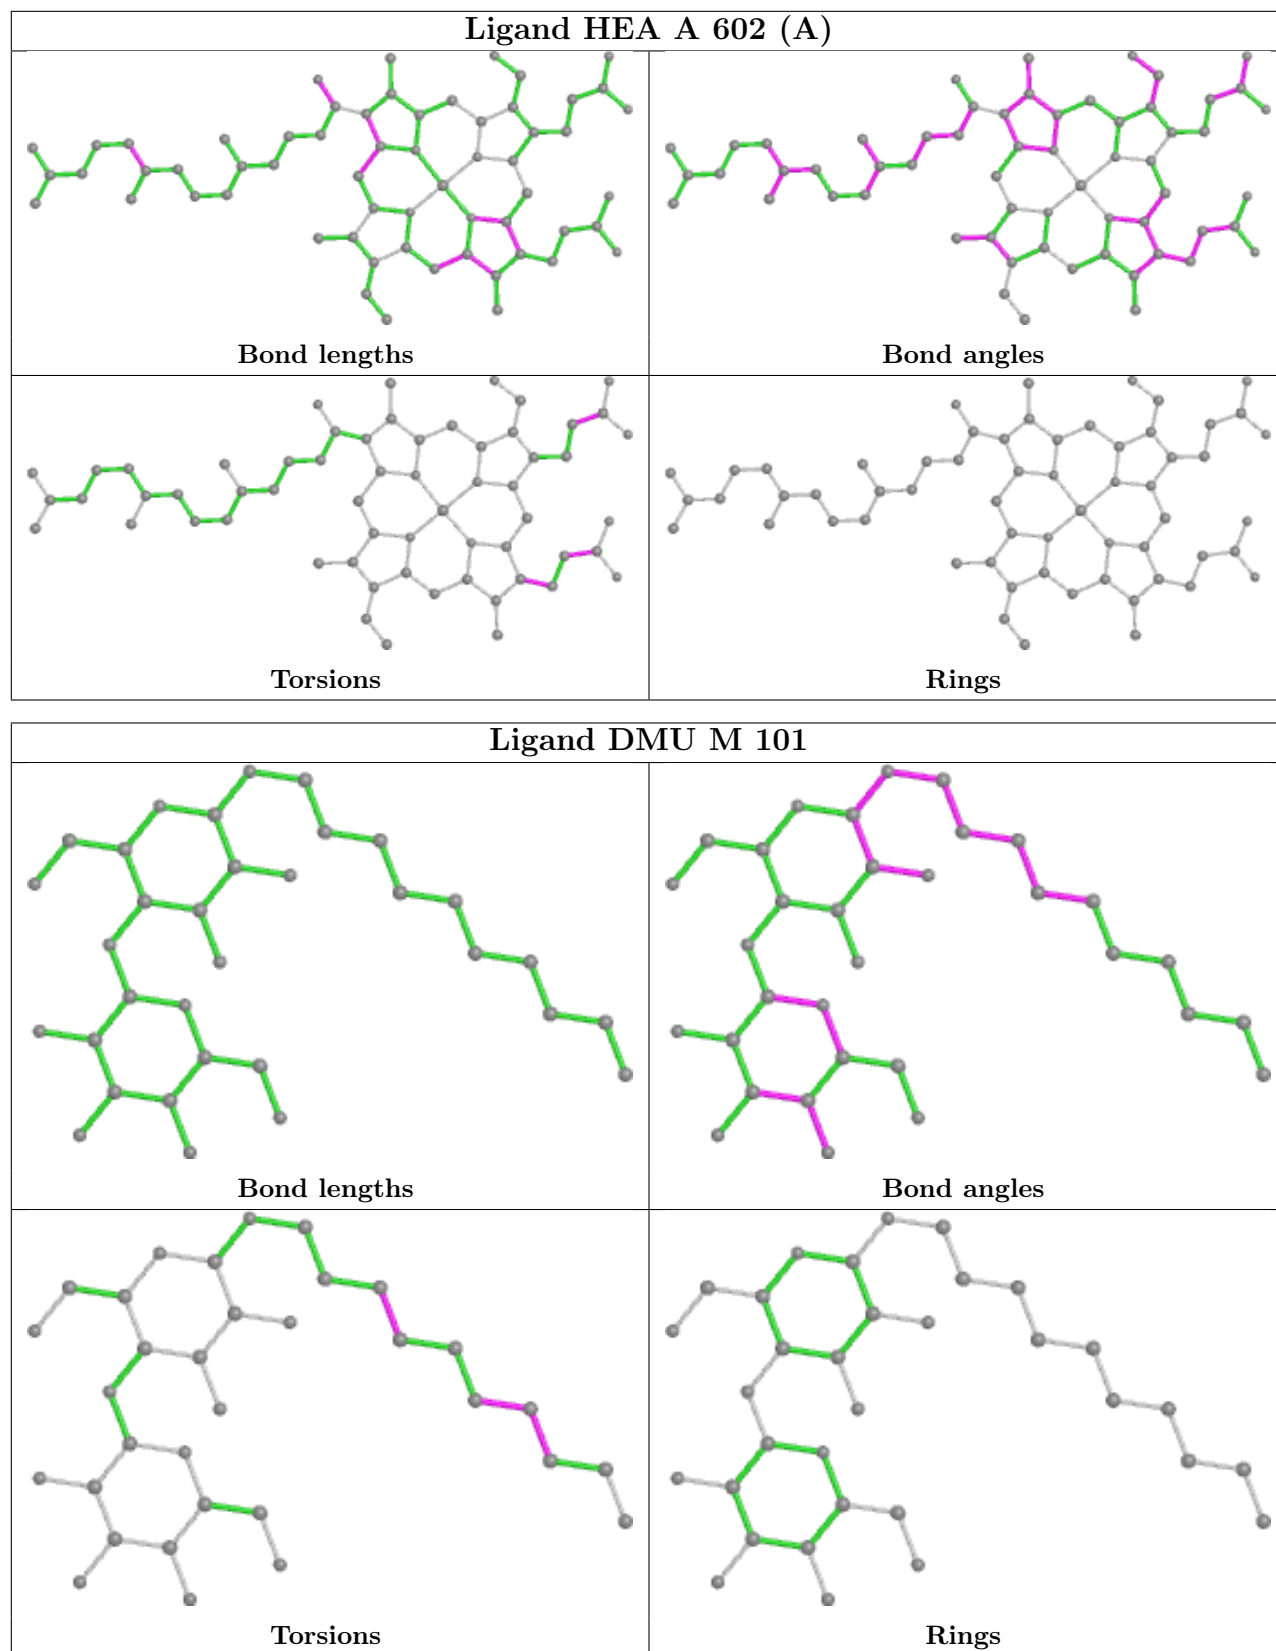 Ligand HEA A 602 (A)
Bond lengths
Bond angles
Torsions
Rings
Ligand DMU M 101
Bond lengths
Bond angles
Torsions
Rings